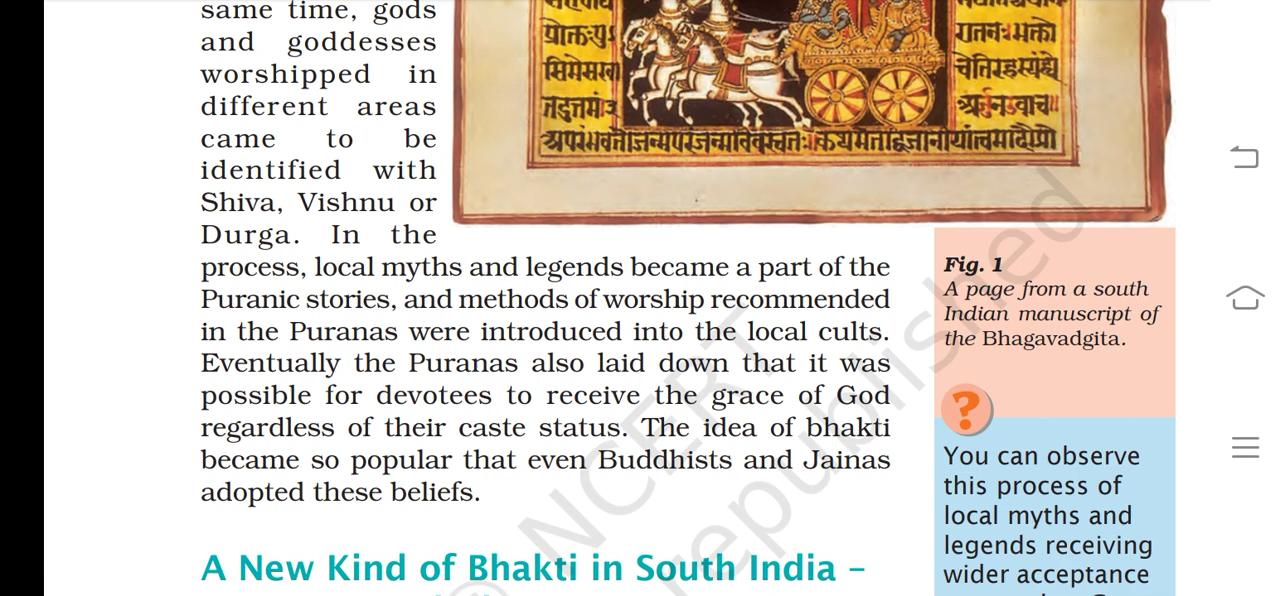 same time, gods
and goddesses
worshipped in
different areas
came to be
identified with
Shiva, Vishnu or
Durga. In the
process, local myths and legends became a part of the
Puranic stories, and methods of worship recommended
in the Puranas were introduced into the local cults.
Eventually the Puranas also laid down that it was
possible for devotees to receive the grace of God
regardless of their caste status. The idea of bhakti
became so popular that even Buddhists and Jainas
adopted these beliefs.
A New Kind of Bhakti in South India –
Fig. 1
A page from a south
Indian manuscript of
the Bhagavadgita.
?
You can observe
this process of
local myths and
legends receiving
wider acceptance
© NCERT
republished